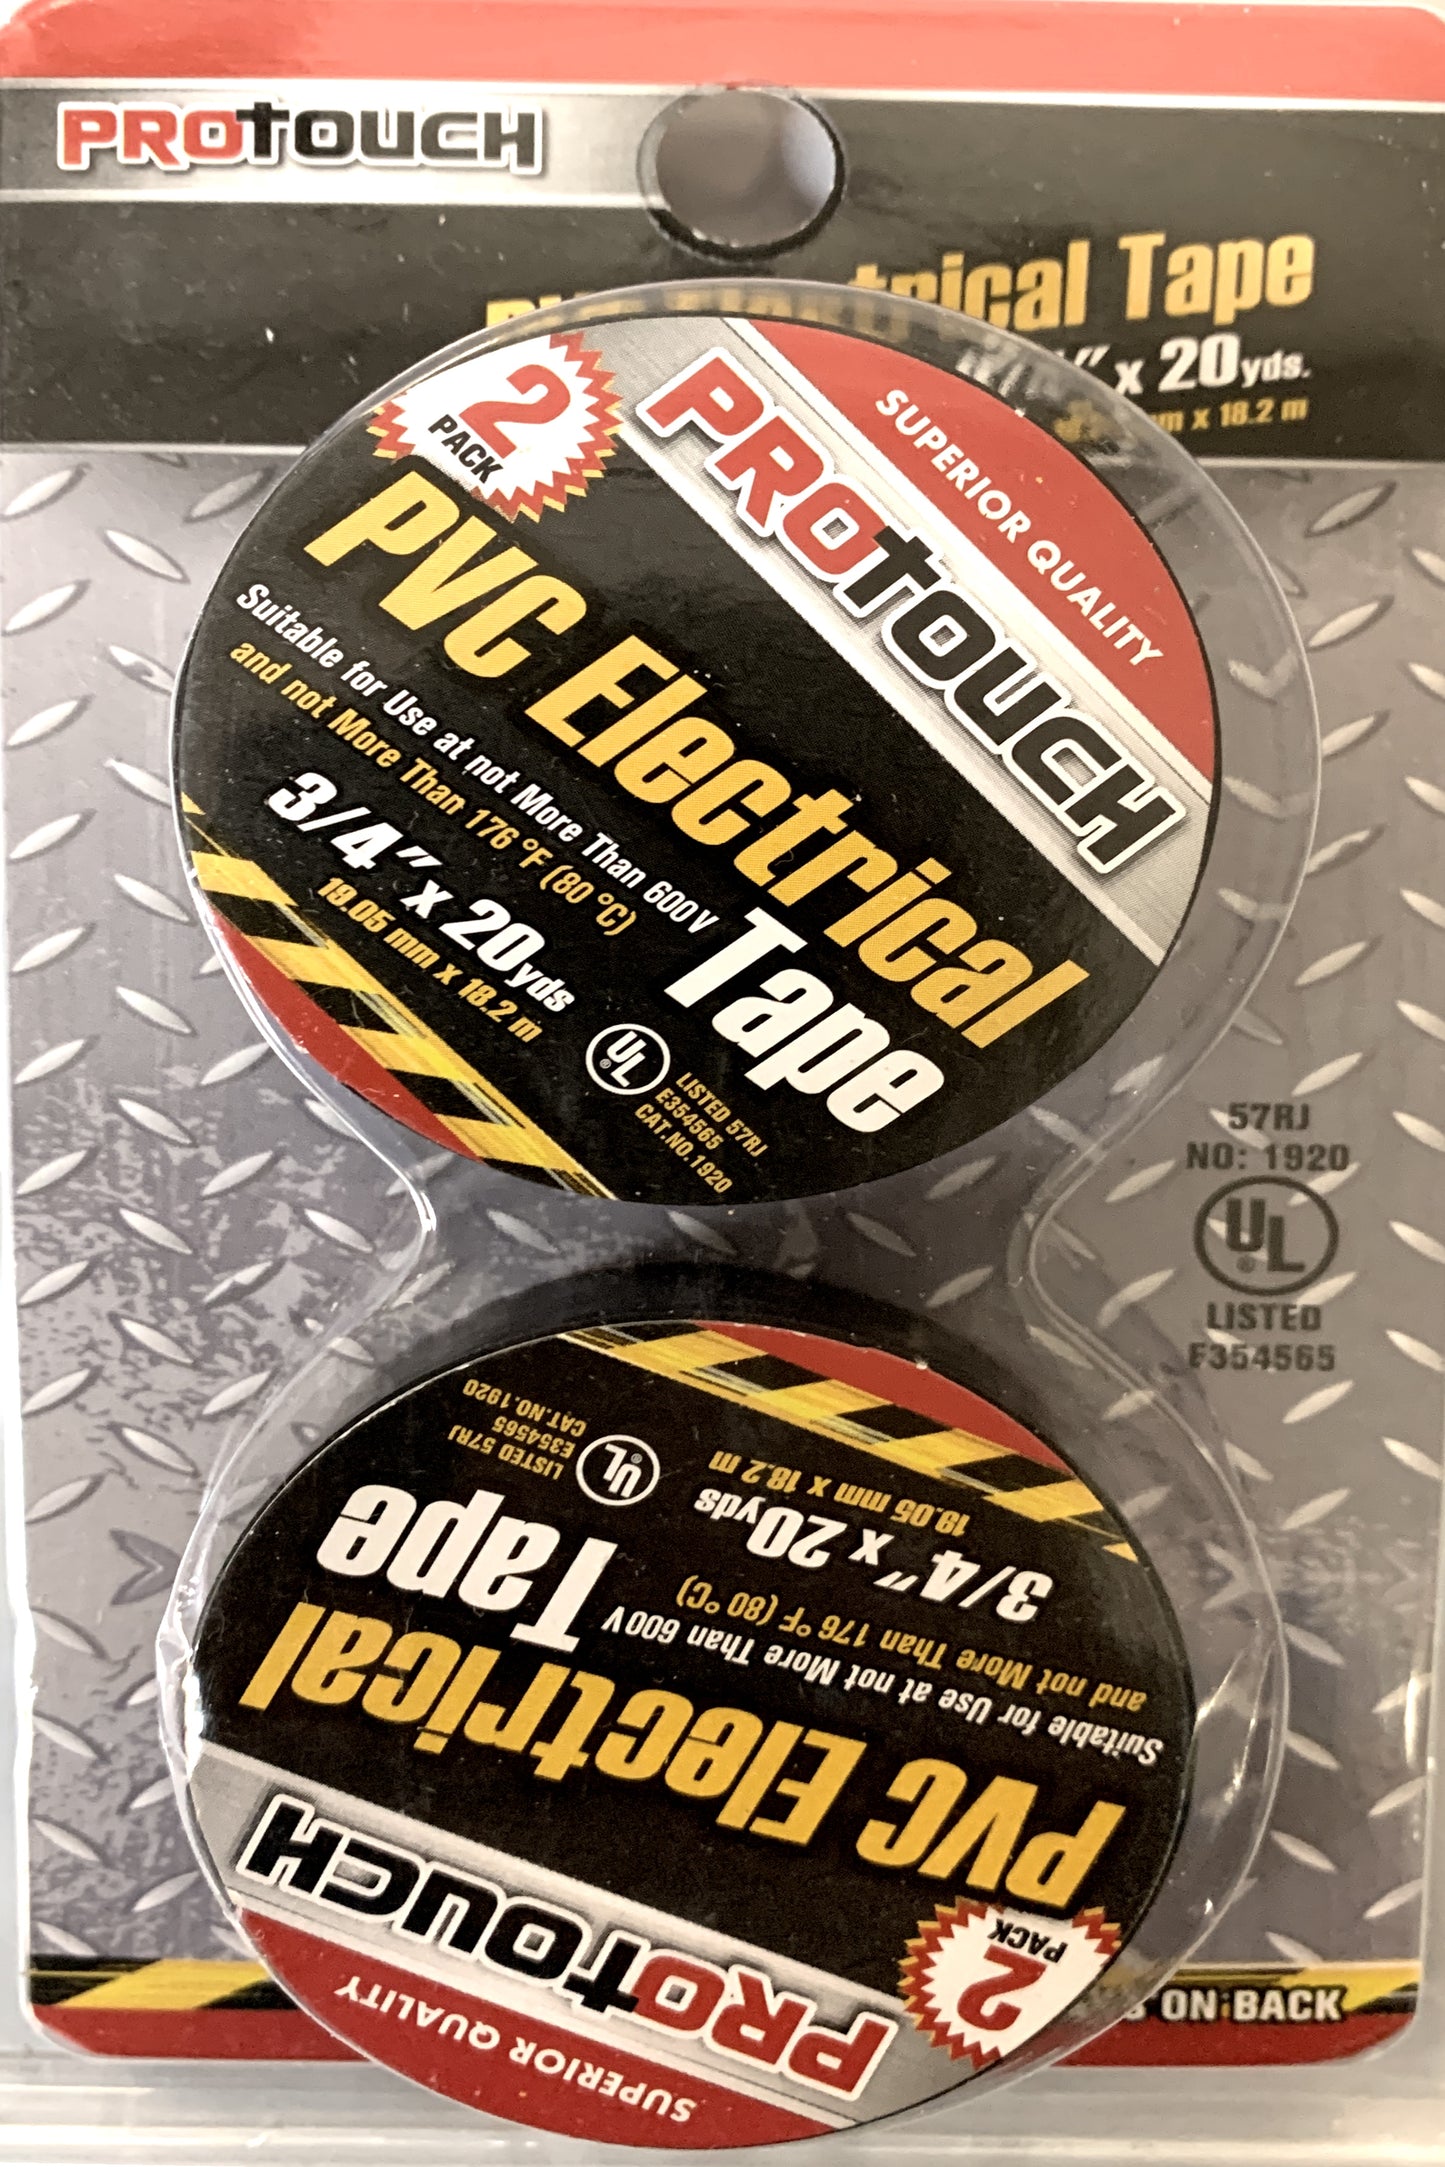 PROTOUCH
Electrical Tape
x 20yds.
mm x 18.2 m
SUPERIOR QUALITY
PROTOUCH
2
PACK
PVC Electrical
Tape
Suitable for Use at not More Than 600V
and not More Than 176 °F (80 °C)
3/4" x 20yds
19.05 mm x 18.2 m
UL
®
LISTED 57RJ
E354565
CAT.NO.1920
57RJ
NO: 1920
UL
®
LISTED
E354565
SUPERIOR QUALITY
PROTOUCH
2
PACK
PVC Electrical
Tape
Suitable for Use at not More Than 600V
and not More Than 176 °F (80 °C)
3/4" x 20yds
19.05 mm x 18.2 m
UL
®
LISTED 57RJ
E354565
CAT.NO.1920
ON BACK